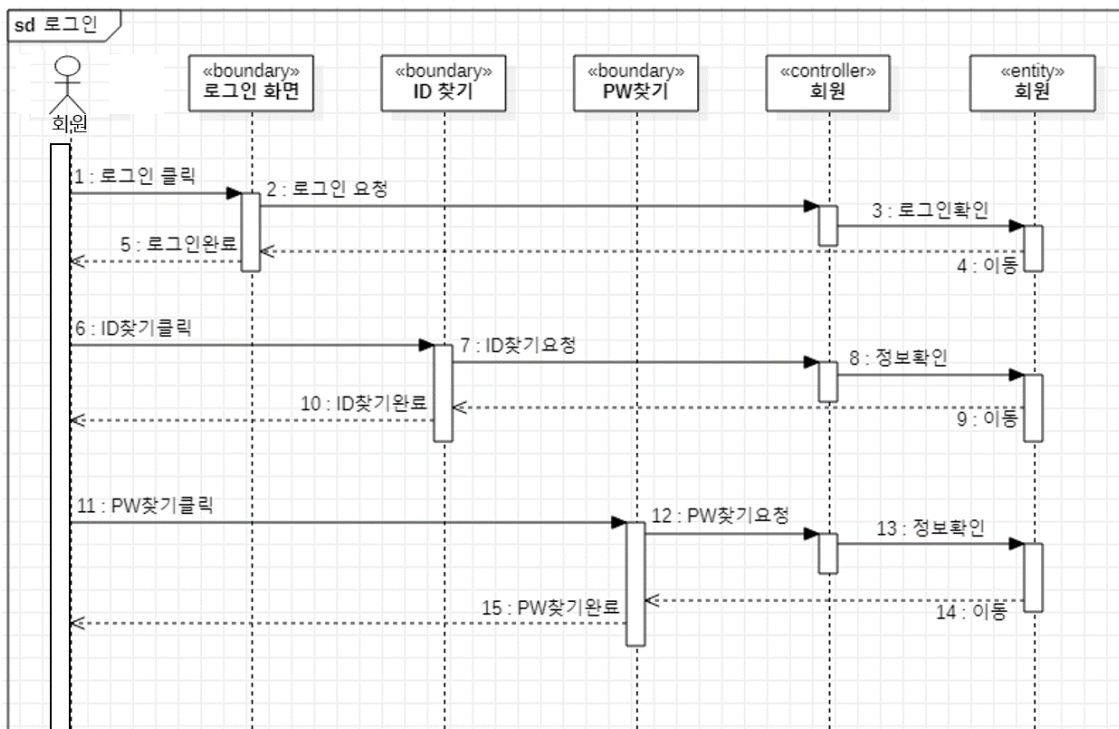 sd 로그인
회원
«boundary»
로그인 화면
«boundary»
ID 찾기
«boundary»
PW찾기
«controller»
회원
«entity»
회원
1 : 로그인 클릭
2 : 로그인 요청
3 : 로그인확인
4 : 이동
5 : 로그인완료
6 : ID찾기클릭
7 : ID찾기요청
8 : 정보확인
9 : 이동
10 : ID찾기완료
11 : PW찾기클릭
12 : PW찾기요청
13 : 정보확인
14 : 이동
15 : PW찾기완료